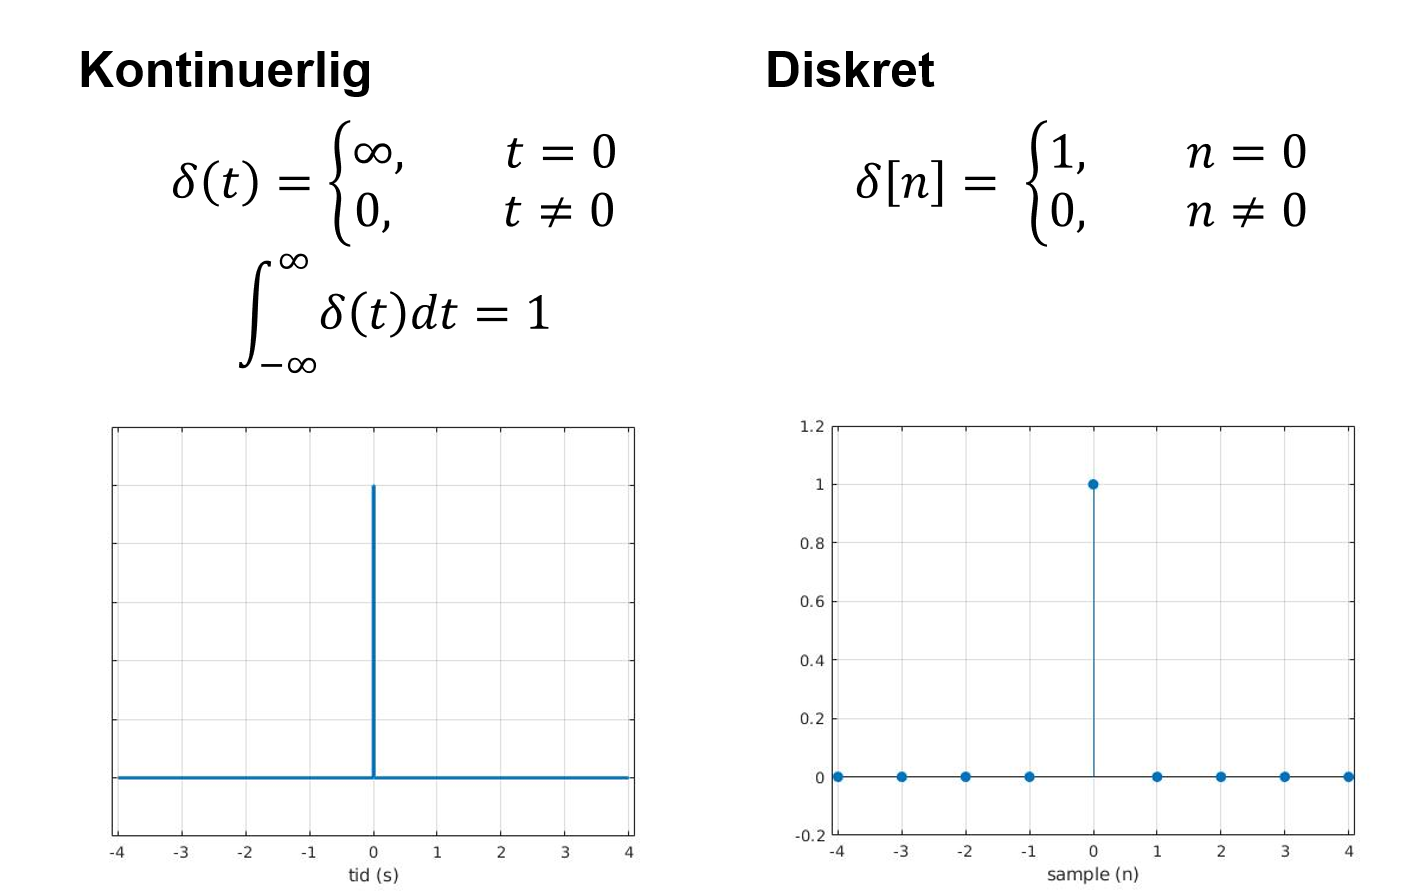 Kontinuerlig
δ(t) = {∞, t = 0
0, t ≠ 0
∫_{-∞}^{∞} δ(t)dt = 1
-4 -3 -2 -1 0 1 2 3 4
tid (s)
Diskret
δ[n] = {1, n = 0
0, n ≠ 0
1.2
1
0.8
0.6
0.4
0.2
0
-0.2
-4 -3 -2 -1 0 1 2 3 4
sample (n)